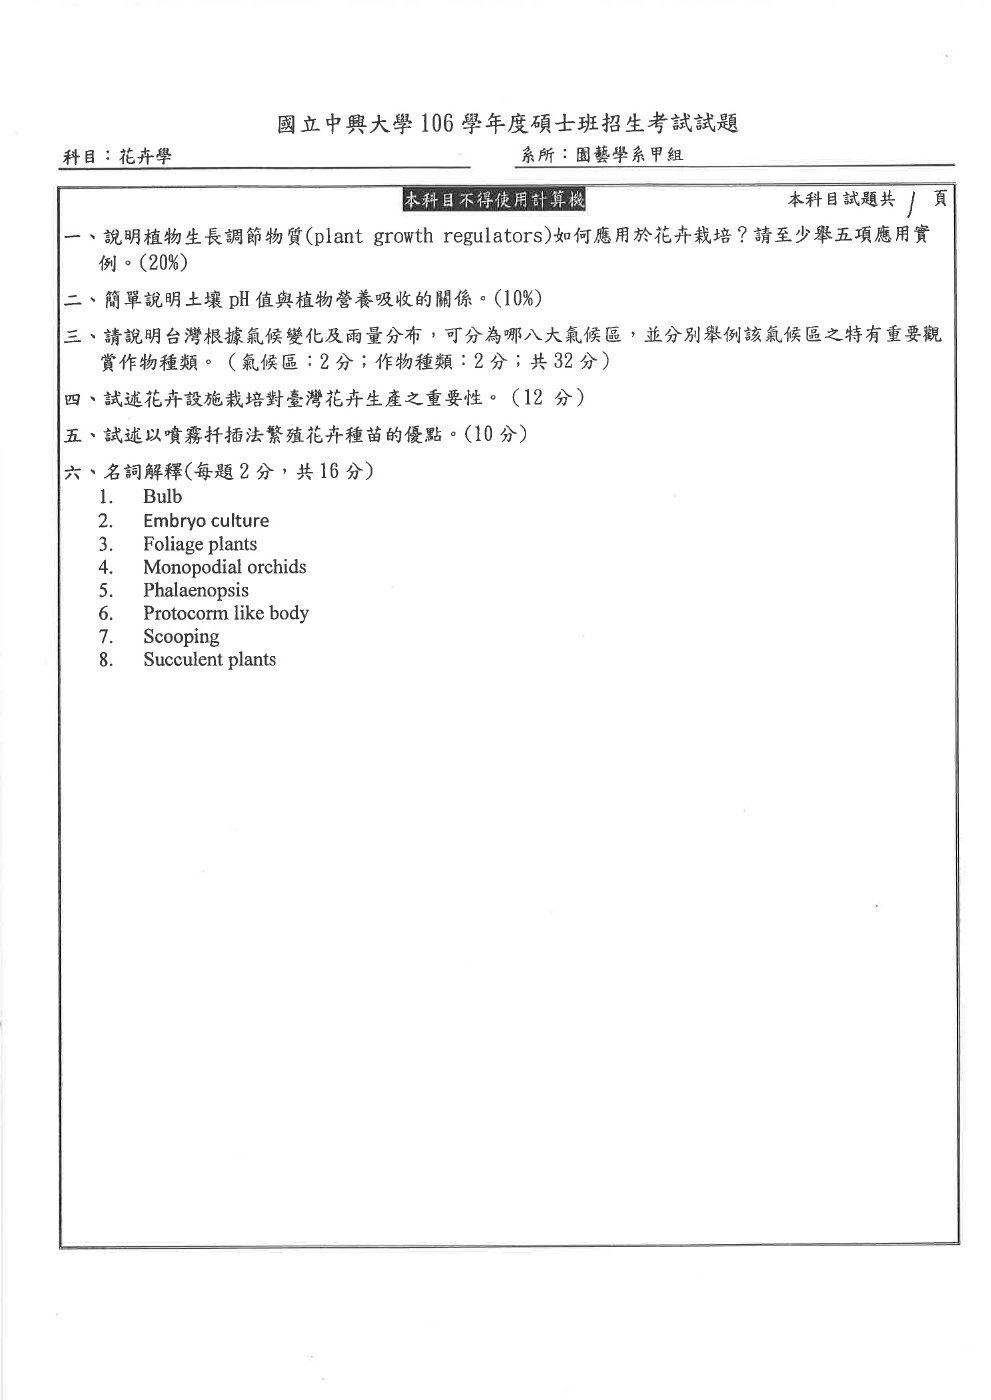 國立中興大學 106 學年度碩士班招生考試試題
科目：花卉學
系所：園藝學系甲組
本科目不得使用計算機
本科目試題共 1 頁
一、說明植物生長調節物質(plant growth regulators)如何應用於花卉栽培？請至少舉五項應用實
例。(20%)
二、簡單說明土壤 pH 值與植物營養吸收的關係。(10%)
三、請說明台灣根據氣候變化及雨量分布，可分為哪八大氣候區，並分別舉例該氣候區之特有重要觀
賞作物種類。（氣候區：2 分；作物種類：2 分；共 32 分）
四、試述花卉設施栽培對臺灣花卉生產之重要性。（12 分）
五、試述以噴霧扦插法繁殖花卉種苗的優點。(10 分)
六、名詞解釋(每題 2 分，共 16 分)
1. Bulb
2. Embryo culture
3. Foliage plants
4. Monopodial orchids
5. Phalaenopsis
6. Protocorm like body
7. Scooping
8. Succulent plants